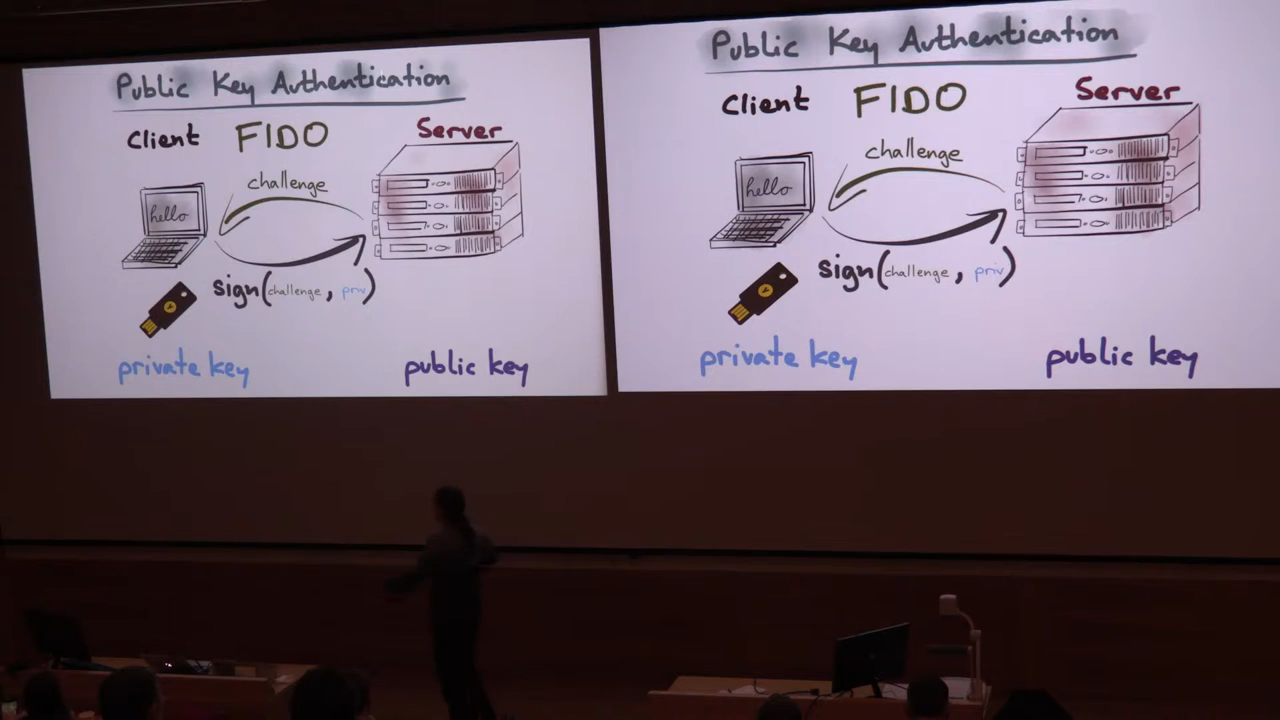 Public Key Authentication
Client FIDO Server
challenge
hello
sign(challenge, priv)
private key public key
Public Key Authentication
Client FIDO Server
challenge
hello
sign(challenge, priv)
private key public key